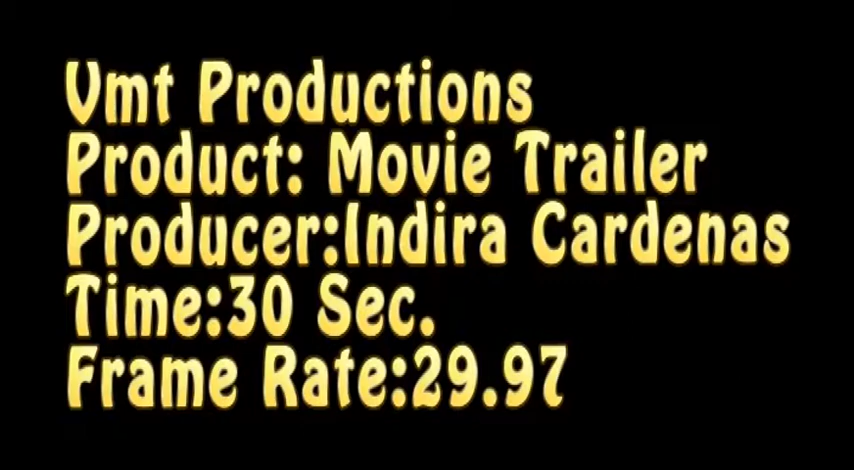 Vmt Productions
Product: Movie Trailer
Producer:Indira Cardenas
Time:30 Sec.
Frame Rate:29.97